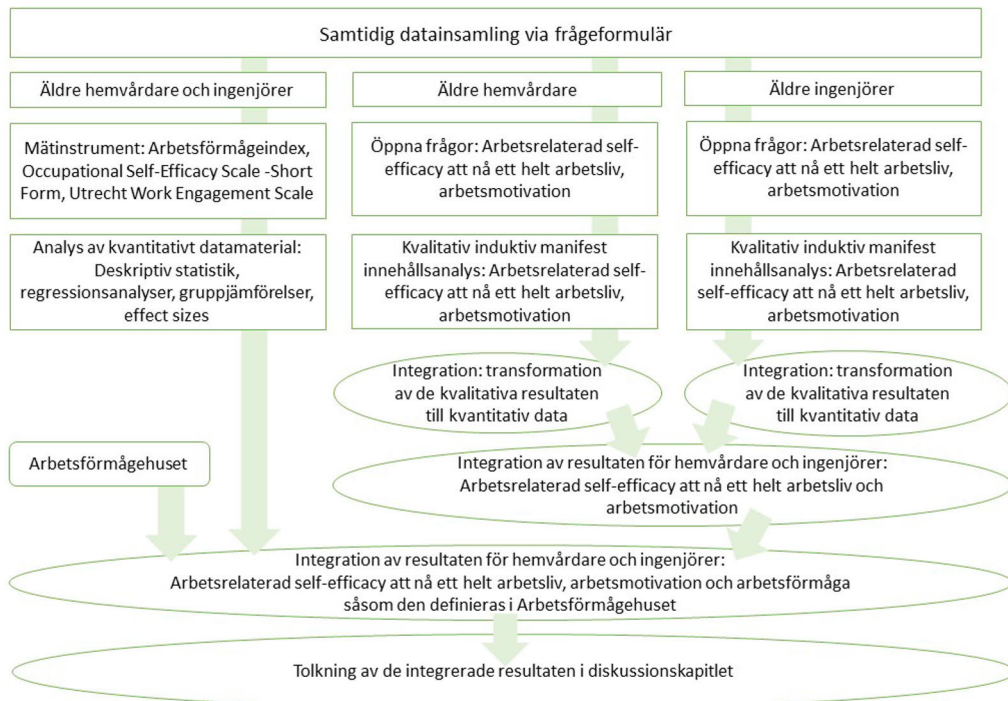 Samtidig datainsamling via frågeformulär
Äldre hemvårdare och ingenjörer
Äldre hemvårdare
Äldre ingenjörer
Mätinstrument: Arbetsförmågeindex,
Occupational Self-Efficacy Scale -Short
Form, Utrecht Work Engagement Scale
Öppna frågor: Arbetsrelaterad self-
efficacy att nå ett helt arbetsliv,
arbetsmotivation
Öppna frågor: Arbetsrelaterad self-
efficacy att nå ett helt arbetsliv,
arbetsmotivation
Analys av kvantitativt datamaterial:
Deskriptiv statistik,
regressionsanalyser, gruppjämförelser,
effect sizes
Kvalitativ induktiv manifest
innehållsanalys: Arbetsrelaterad self-
efficacy att nå ett helt arbetsliv,
arbetsmotivation
Kvalitativ induktiv manifest
innehållsanalys: Arbetsrelaterad
self-efficacy att nå ett helt arbetsliv,
arbetsmotivation
Integration: transformation
av de kvalitativa resultaten
till kvantitativ data
Integration: transformation
av de kvalitativa resultaten
till kvantitativ data
Arbetsförmågehuset
Integration av resultaten för hemvårdare och ingenjörer:
Arbetsrelaterad self-efficacy att nå ett helt arbetsliv och
arbetsmotivation
Integration av resultaten för hemvårdare och ingenjörer:
Arbetsrelaterad self-efficacy att nå ett helt arbetsliv, arbetsmotivation och arbetsförmåga
såsom den definieras i Arbetsförmågehuset
Tolkning av de integrerade resultaten i diskussionskapitlet